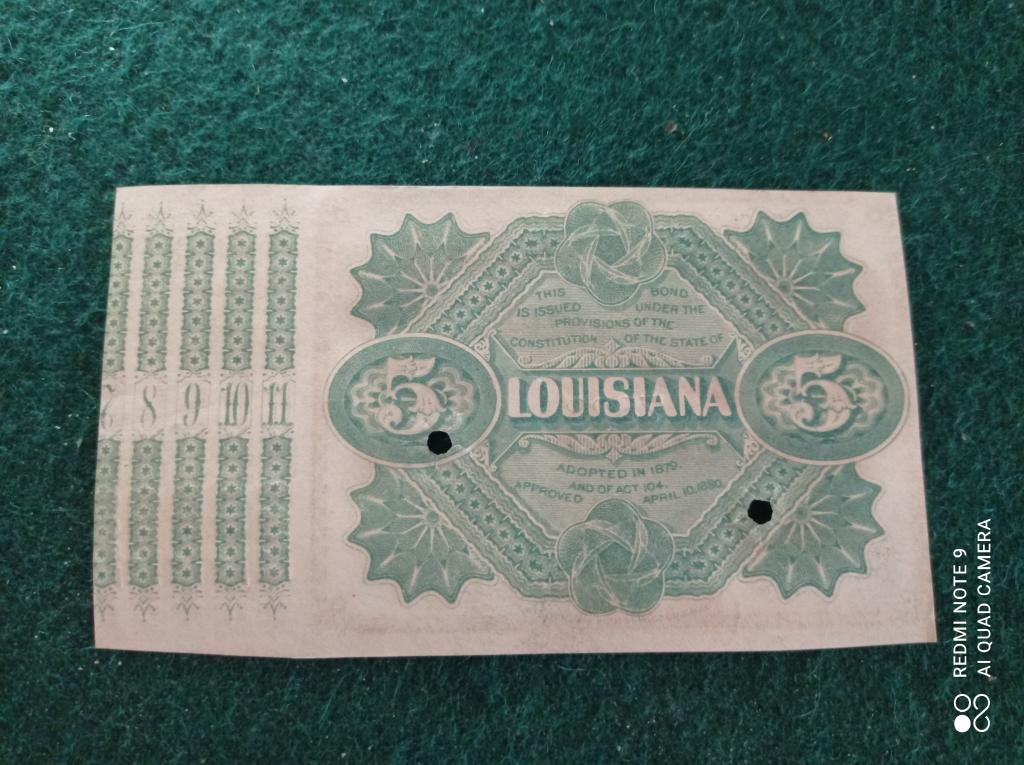 THIS BOND
IS ISSUED UNDER THE
PROVISIONS OF THE
CONSTITUTION OF THE STATE OF
5 LOUISIANA 5
ADOPTED IN 1879.
AND OF ACT 104.
APPROVED APRIL 10, 1880.
8 9 10 11
REDMI NOTE 9
AI QUAD CAMERA